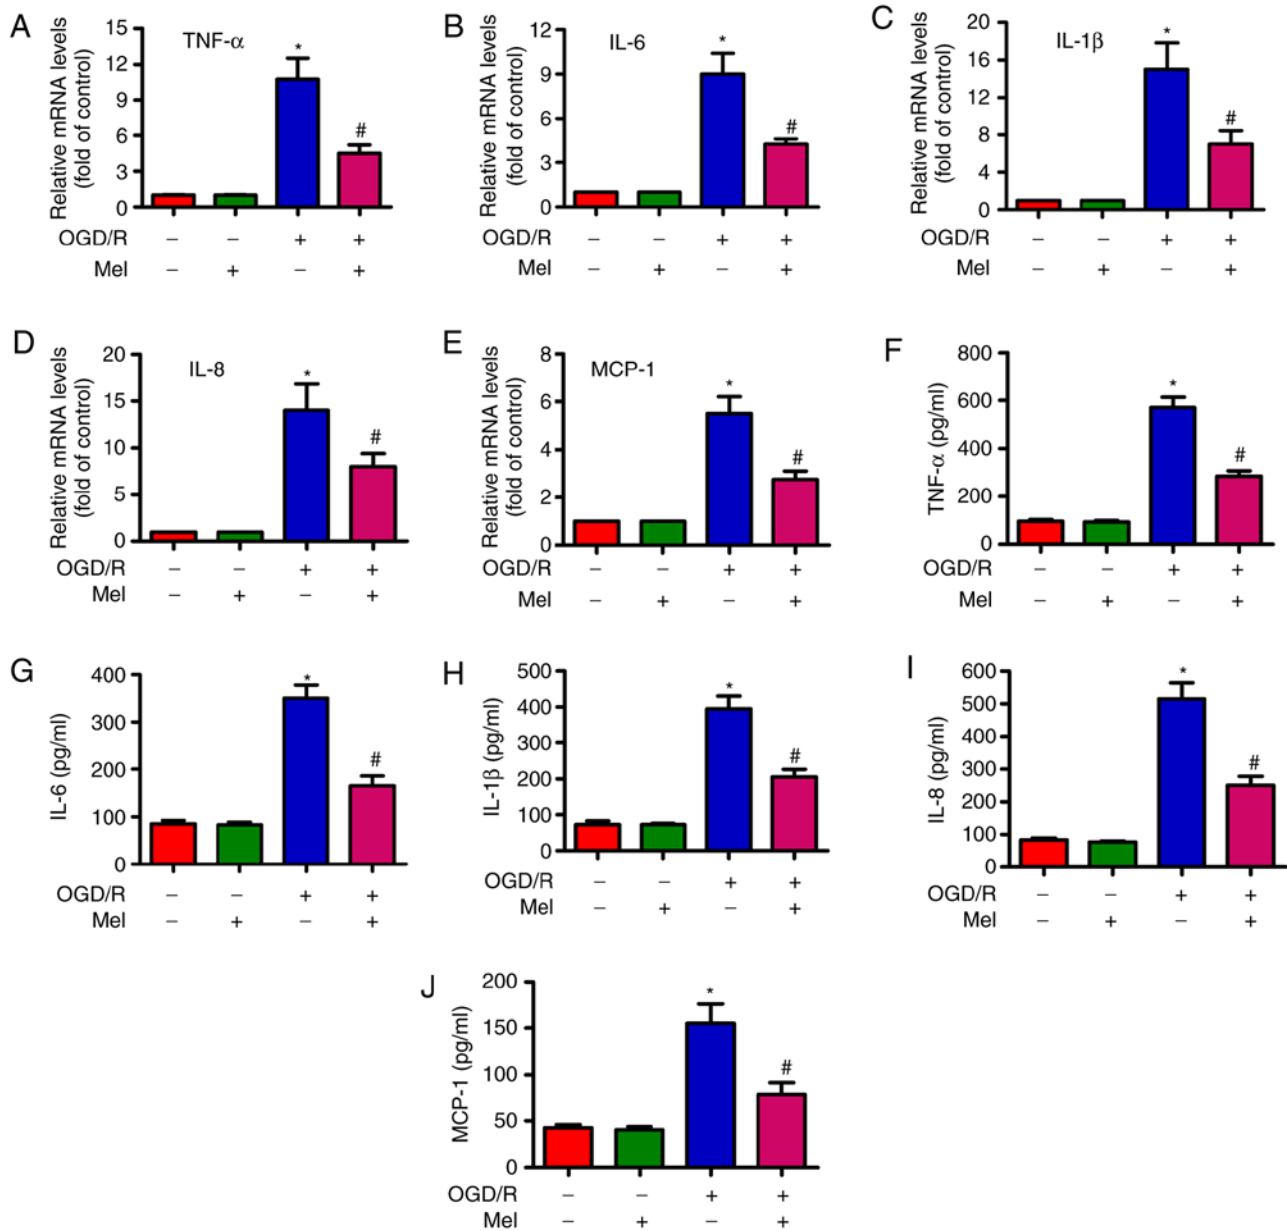 A
TNF-α
Relative mRNA levels
(fold of control)
15
12
9
6
3
0
*
#
OGD/R – – + +
Mel – + – +
B
IL-6
Relative mRNA levels
(fold of control)
12
9
6
3
0
*
#
OGD/R – – + +
Mel – + – +
C
IL-1β
Relative mRNA levels
(fold of control)
20
16
12
8
4
0
*
#
OGD/R – – + +
Mel – + – +
D
IL-8
Relative mRNA levels
(fold of control)
20
15
10
5
0
*
#
OGD/R – – + +
Mel – + – +
E
MCP-1
Relative mRNA levels
(fold of control)
8
6
4
2
0
*
#
OGD/R – – + +
Mel – + – +
F
TNF-α (pg/ml)
800
600
400
200
0
*
#
OGD/R – – + +
Mel – + – +
G
IL-6 (pg/ml)
400
300
200
100
0
*
#
OGD/R – – + +
Mel – + – +
H
IL-1β (pg/ml)
500
400
300
200
100
0
*
#
OGD/R – – + +
Mel – + – +
I
IL-8 (pg/ml)
600
500
400
300
200
100
0
*
#
OGD/R – – + +
Mel – + – +
J
MCP-1 (pg/ml)
200
150
100
50
0
*
#
OGD/R – – + +
Mel – + – +